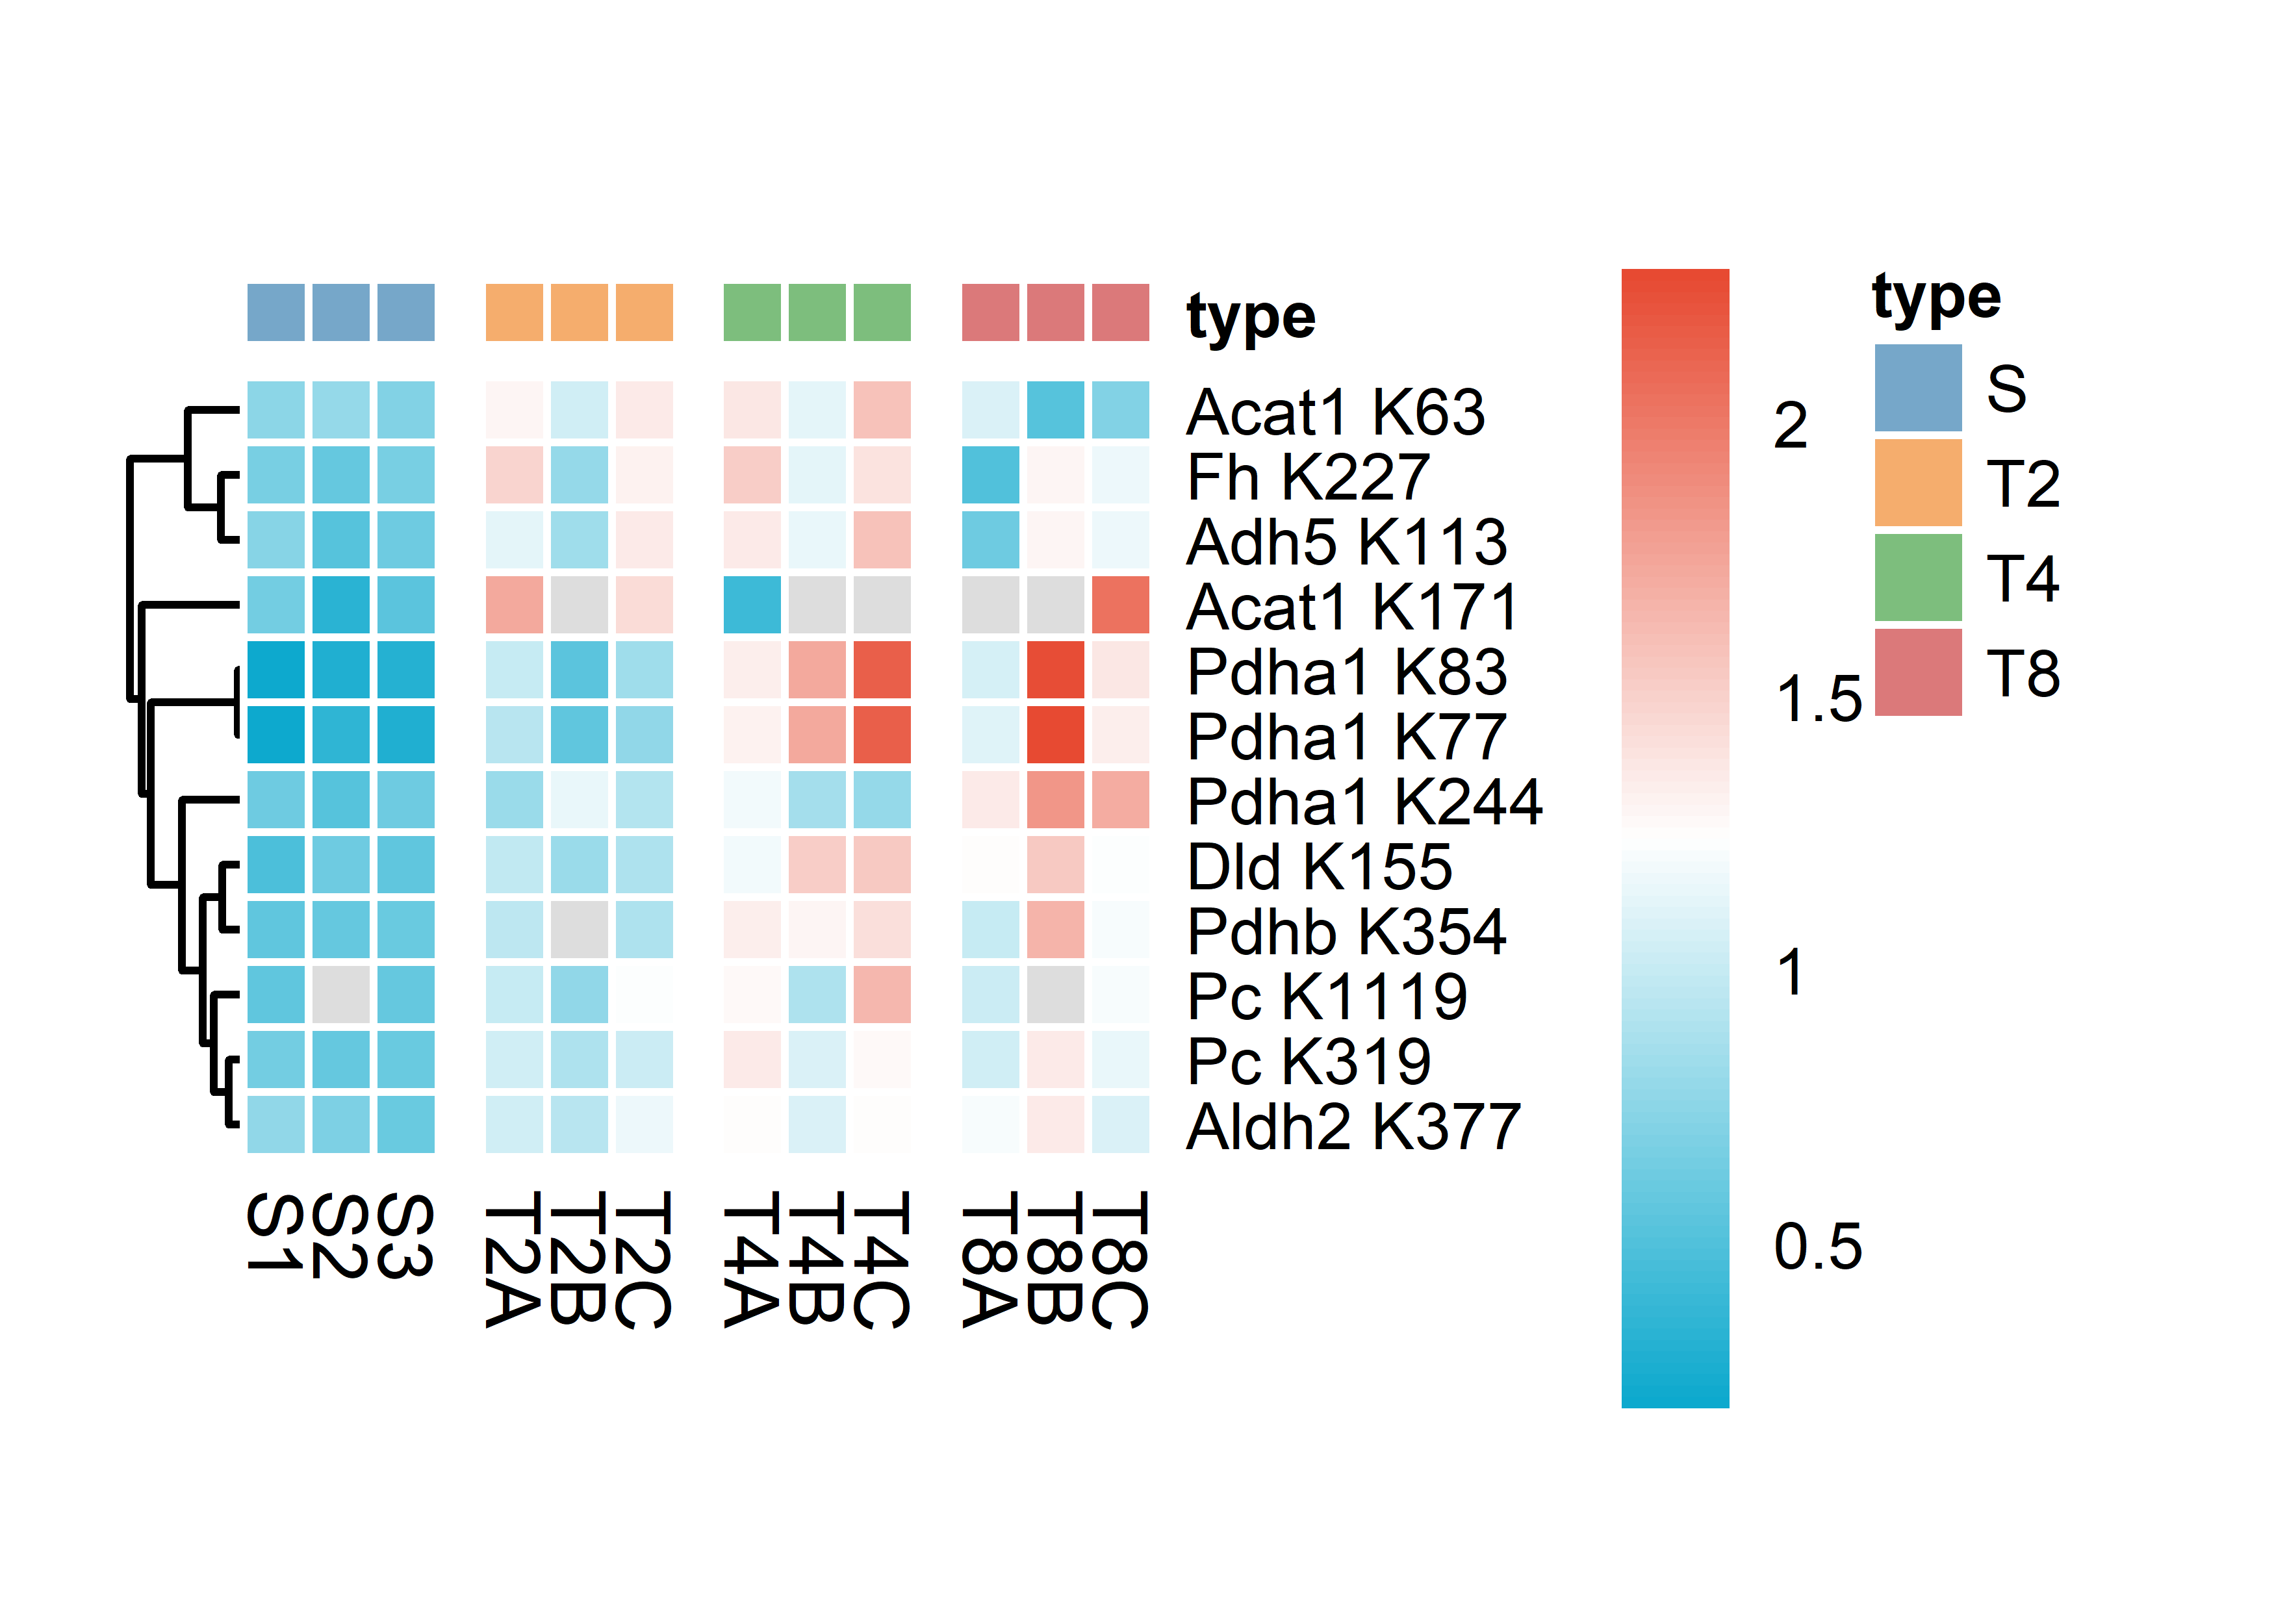 type
Acat1 K63
Fh K227
Adh5 K113
Acat1 K171
Pdha1 K83
Pdha1 K77
Pdha1 K244
Dld K155
Pdhb K354
Pc K1119
Pc K319
Aldh2 K377
S1
S2
S3
T2A
T2B
T2C
T4A
T4B
T4C
T8A
T8B
T8C
2
1.5
1
0.5
type
S
T2
T4
T8